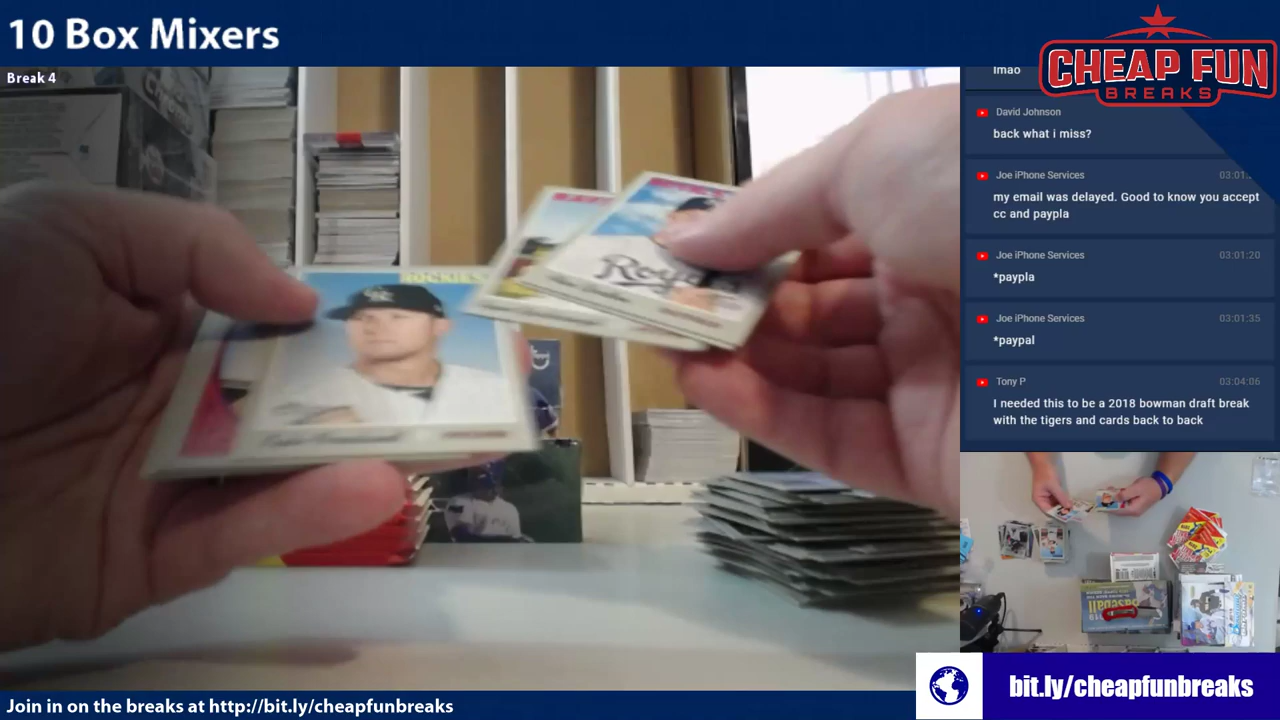 10 Box Mixers
Break 4
CHEAP FUN
BREAKS
lmao
David Johnson
back what i miss?
Joe iPhone Services
my email was delayed. Good to know you accept
cc and paypla
Joe iPhone Services 03:01:20
*paypla
Joe iPhone Services 03:01:35
*paypal
Tony P 03:04:06
I needed this to be a 2018 bowman draft break
with the tigers and cards back to back
ROCKIES
CR
bit.ly/cheapfunbreaks
Join in on the breaks at http://bit.ly/cheapfunbreaks